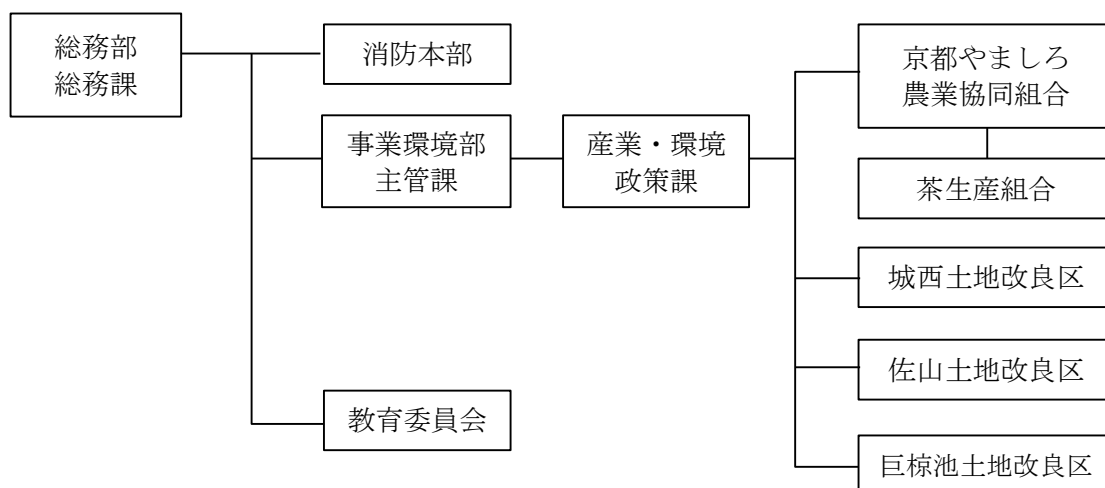 総務部
総務課
消防本部
事業環境部
主管課
教育委員会
産業・環境
政策課
京都やましろ
農業協同組合
茶生産組合
城西土地改良区
佐山土地改良区
巨椋池土地改良区